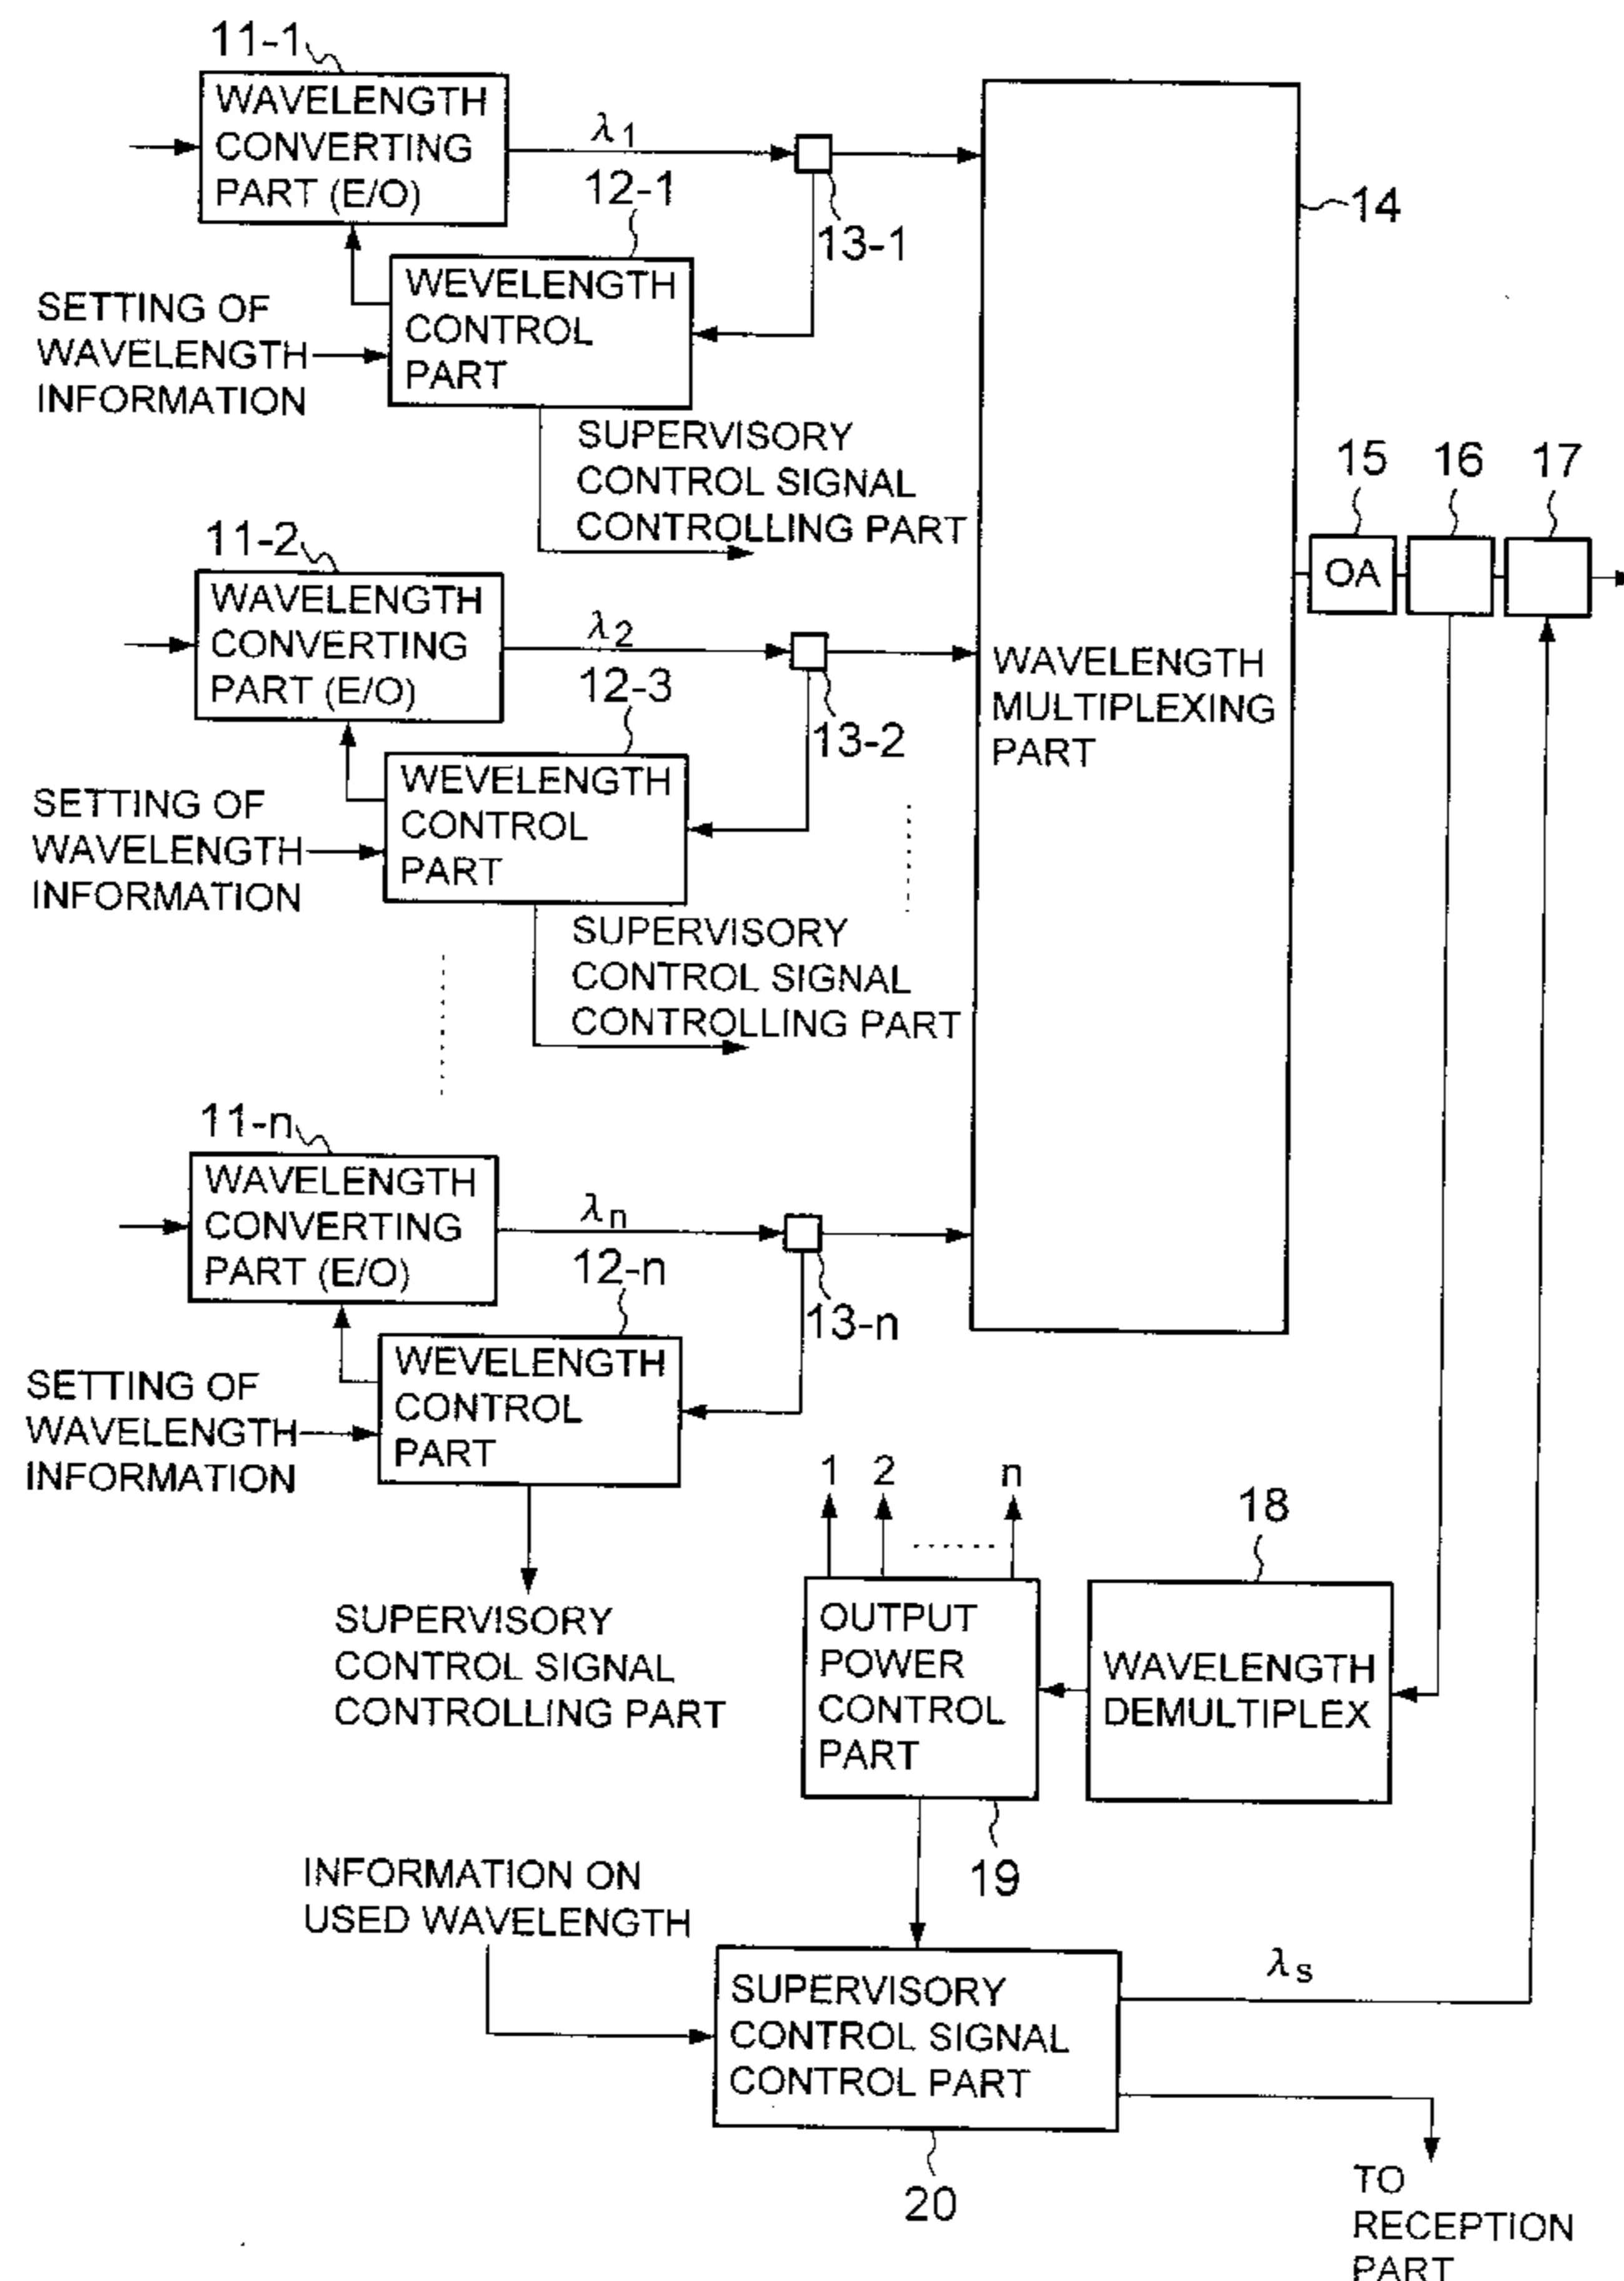 11-1
WAVELENGTH
CONVERTING
PART (E/O)
λ1
12-1
13-1
14
WEVELENGTH
CONTROL
PART
SETTING OF
WAVELENGTH
INFORMATION
SUPERVISORY
CONTROL SIGNAL
CONTROLLING PART
15
16
17
OA
11-2
WAVELENGTH
CONVERTING
PART (E/O)
λ2
12-3
13-2
WAVELENGTH
MULTIPLEXING
PART
WEVELENGTH
CONTROL
PART
SETTING OF
WAVELENGTH
INFORMATION
SUPERVISORY
CONTROL SIGNAL
CONTROLLING PART
11-n
WAVELENGTH
CONVERTING
PART (E/O)
λn
12-n
13-n
WEVELENGTH
CONTROL
PART
SETTING OF
WAVELENGTH
INFORMATION
SUPERVISORY
CONTROL SIGNAL
CONTROLLING PART
1 2 n
18
OUTPUT
POWER
CONTROL
PART
WAVELENGTH
DEMULTIPLEX
19
INFORMATION ON
USED WAVELENGTH
SUPERVISORY
CONTROL SIGNAL
CONTROL PART
λs
20
TO
RECEPTION
PART